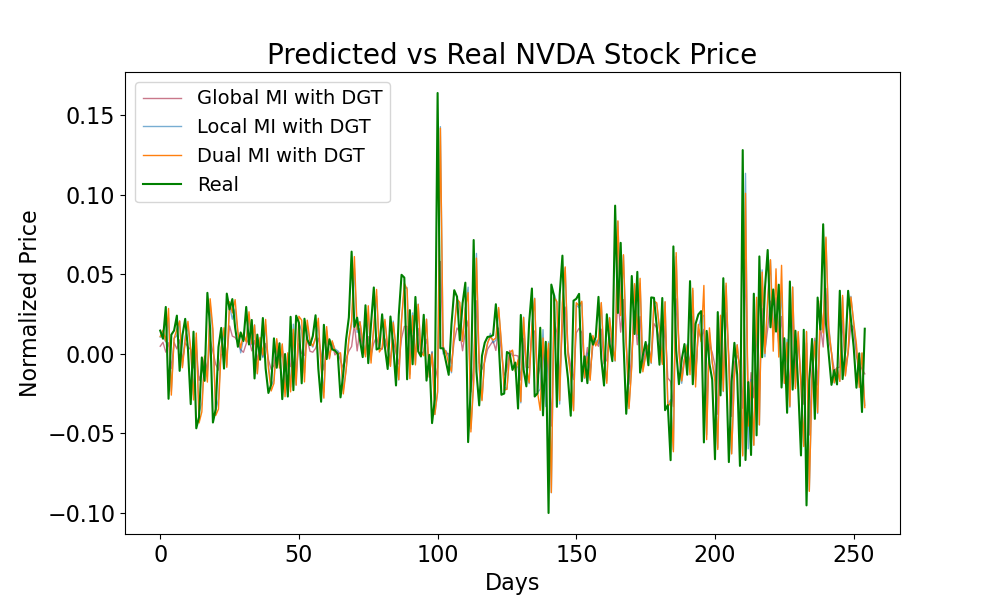 Predicted vs Real NVDA Stock Price
Global MI with DGT
Local MI with DGT
Dual MI with DGT
Real
Normalized Price
0.15
0.10
0.05
0.00
−0.05
−0.10
0 50 100 150 200 250
Days